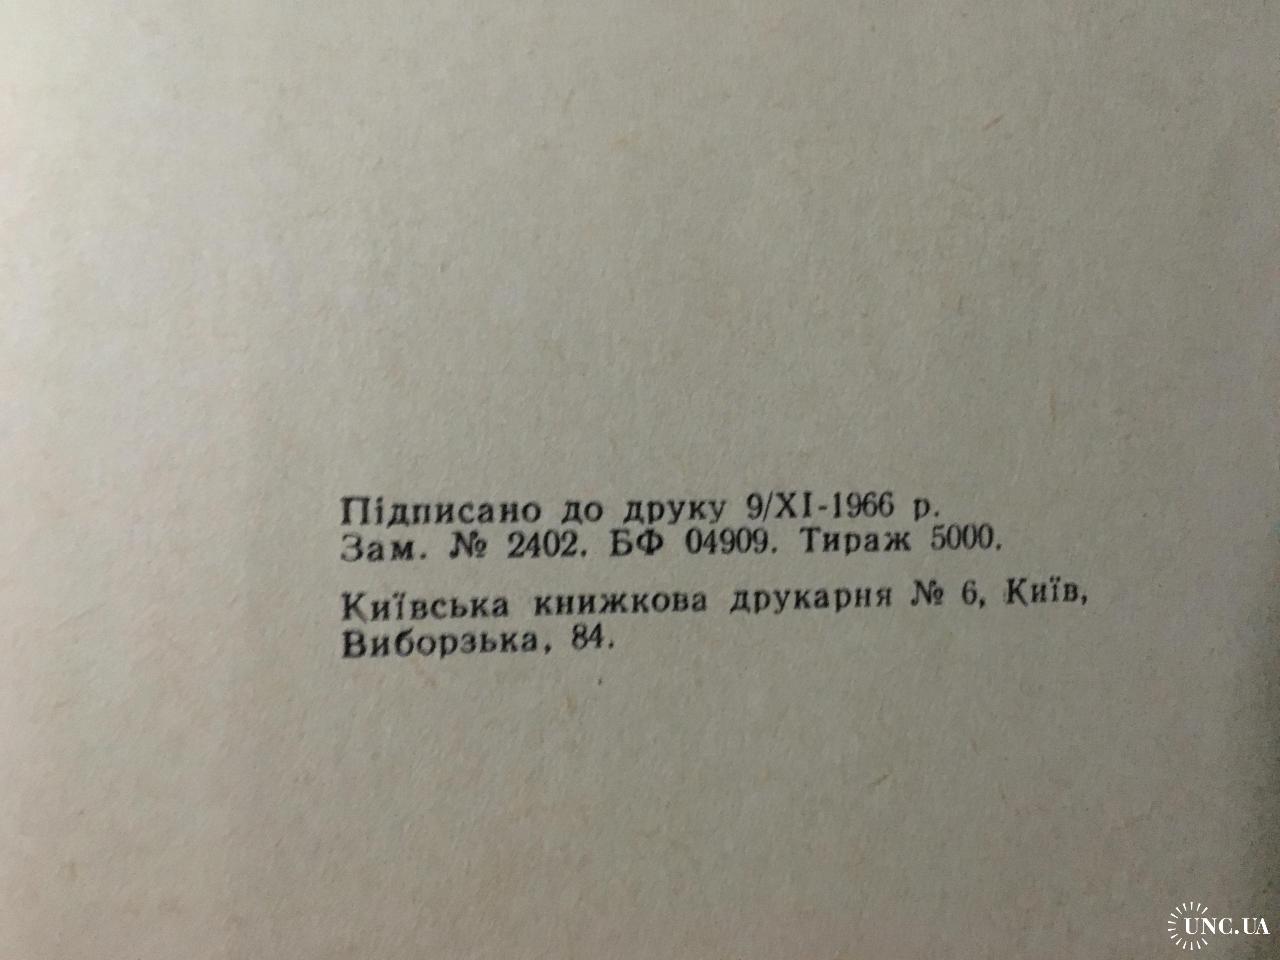 Підписано до друку 9/XI-1966 р.
Зам. № 2402. БФ 04909. Тираж 5000.
Київська книжкова друкарня № 6, Київ,
Виборзька, 84.
UNC.UA